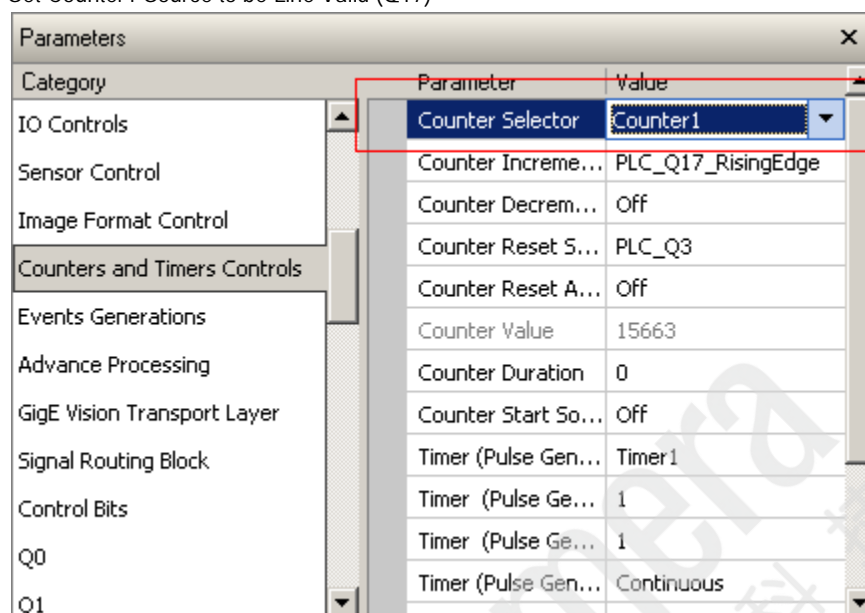 Set Counter1 Source to be Line Valid (Q17)
Parameters
Category
Parameter Value
IO Controls
Counter Selector Counter1
Counter Increme... PLC_Q17_RisingEdge
Sensor Control
Counter Decrem... Off
Image Format Control
Counter Reset S... PLC_Q3
Counters and Timers Controls
Counter Reset A... Off
Events Generations
Counter Value 15663
Advance Processing
Counter Duration 0
GigE Vision Transport Layer
Counter Start So... Off
Signal Routing Block
Timer (Pulse Gen... Timer1
Control Bits
Timer (Pulse Ge... 1
Q0
Timer (Pulse Ge... 1
Timer (Pulse Gen... Continuous
Q1